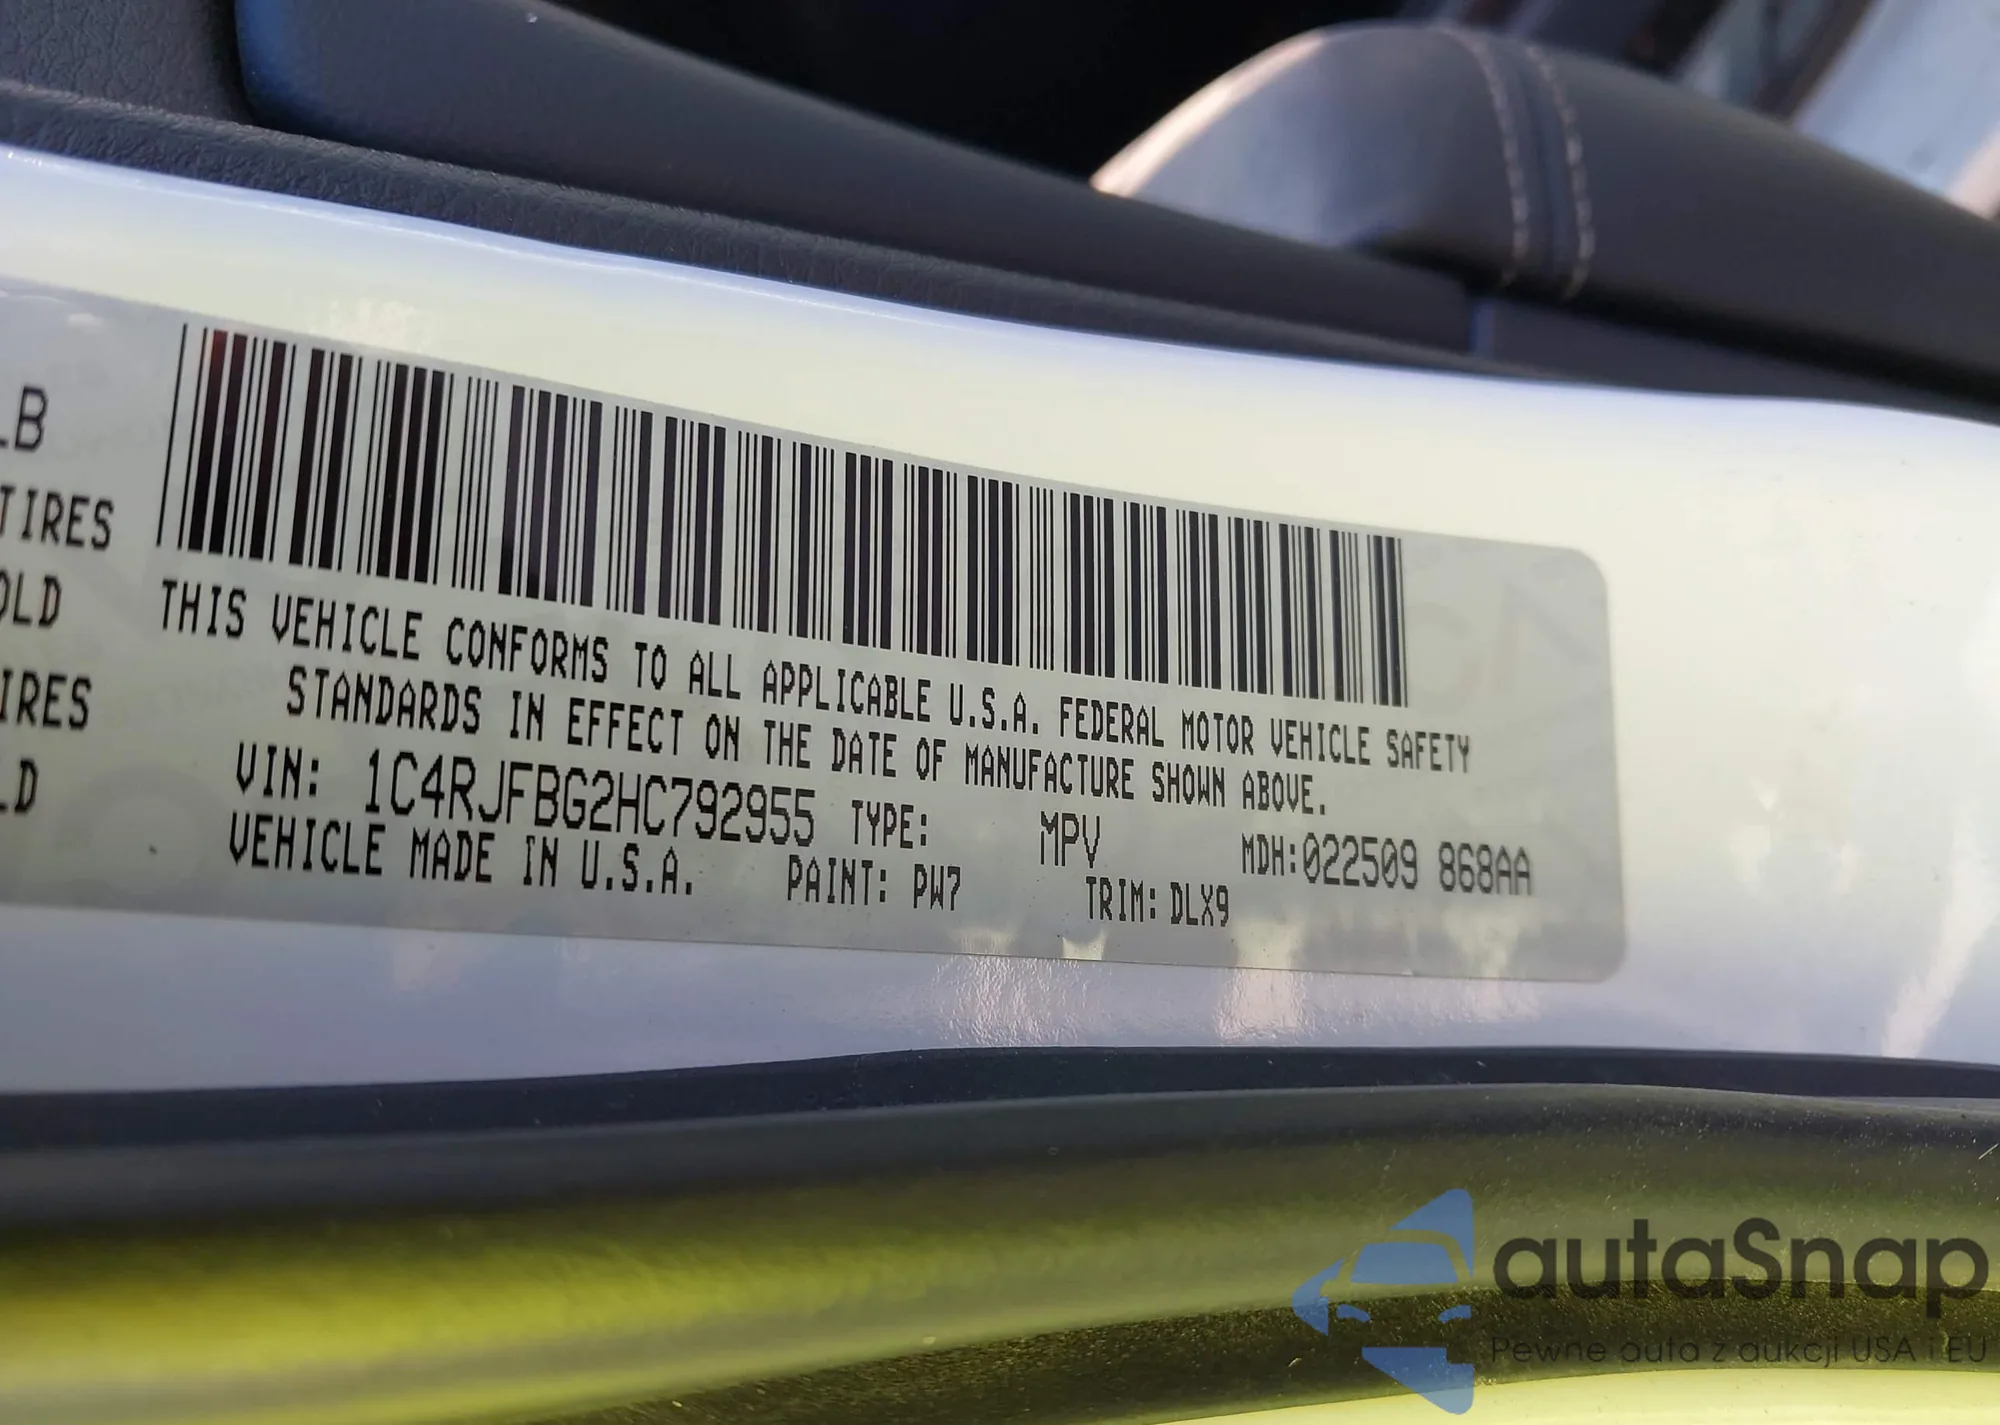 LB
TIRES
OLD
IRES
LD
THIS VEHICLE CONFORMS TO ALL APPLICABLE U.S.A. FEDERAL MOTOR VEHICLE SAFETY
STANDARDS IN EFFECT ON THE DATE OF MANUFACTURE SHOWN ABOVE.
VIN: 1C4RJFBG2HC792955 TYPE: MPV MDH:022509 868AA
VEHICLE MADE IN U.S.A. PAINT: PW7 TRIM: DLX9
autaSnap
Pewne auta z aukcji USA i EU